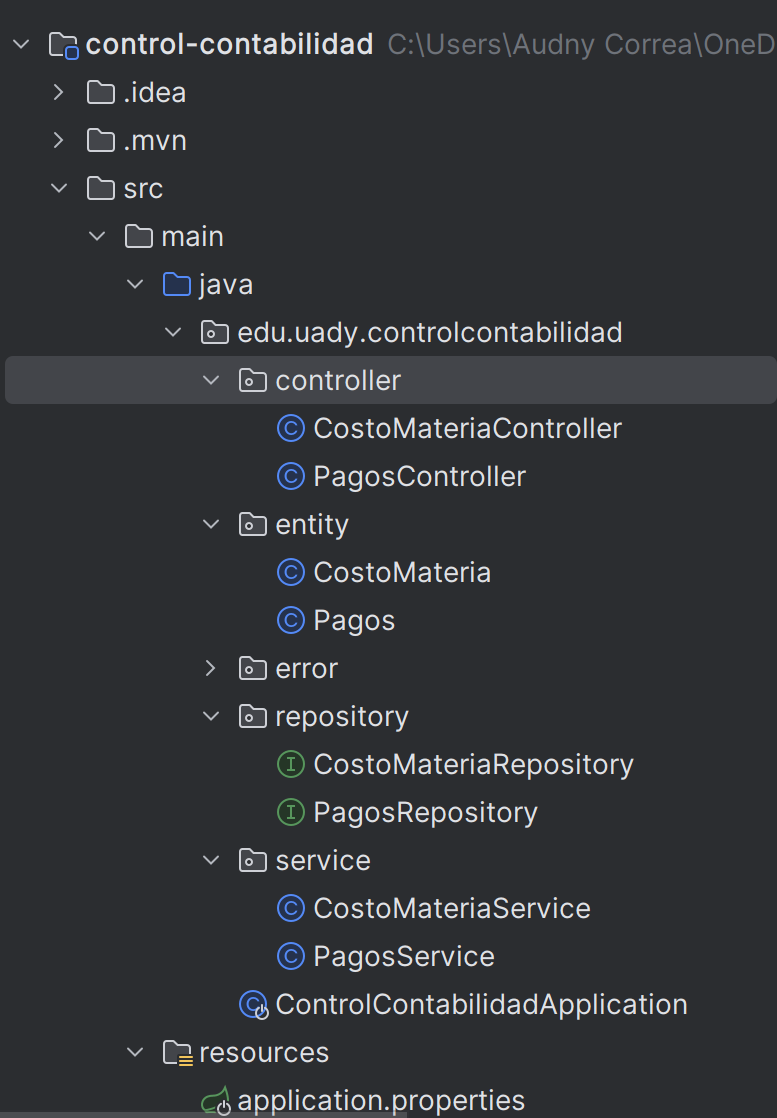 control-contabilidad C:\Users\Audny Correa\OneD
.idea
.mvn
src
main
java
edu.uady.controlcontabilidad
controller
CostoMateriaController
PagosController
entity
CostoMateria
Pagos
error
repository
CostoMateriaRepository
PagosRepository
service
CostoMateriaService
PagosService
ControlContabilidadApplication
resources
application.properties